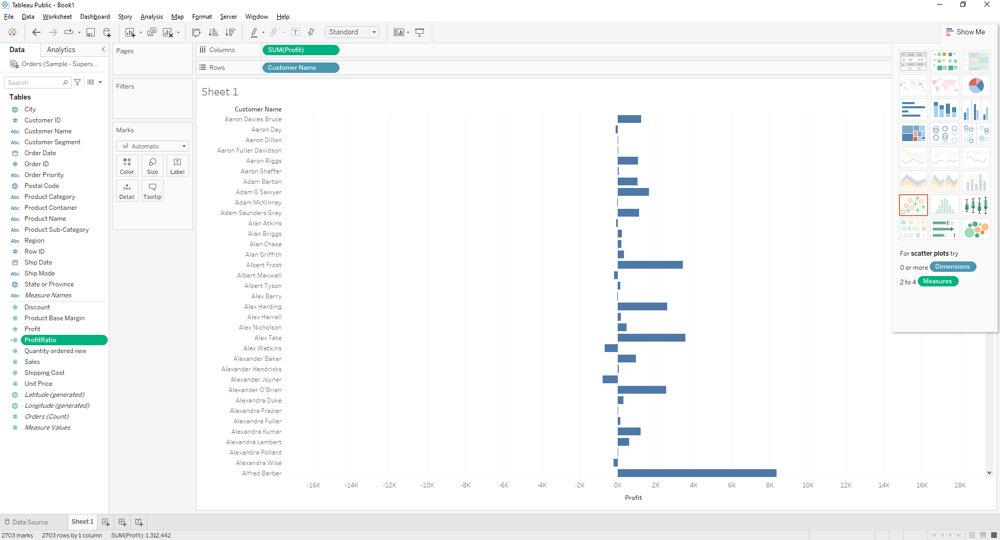 Tableau Public - Book1
File Data Worksheet Dashboard Story Analysis Map Format Server Window Help
Standard
Show Me
Data Analytics
Orders (Sample - Supers...
Search
Tables
City
Customer ID
Customer Name
Customer Segment
Order Date
Order ID
Order Priority
Postal Code
Product Category
Product Container
Product Name
Product Sub-Category
Region
Row ID
Ship Date
Ship Mode
State or Province
Measure Names
Discount
Product Base Margin
Profit
ProfitRatio
Quantity ordered new
Sales
Shipping Cost
Unit Price
Latitude (generated)
Longitude (generated)
Orders (Count)
Measure Values
Pages
Filters
Marks
Automatic
Color Size Label
Detail Tooltip
Columns SUM(Profit)
Rows Customer Name
Sheet 1
Customer Name
Aaron Davies Bruce
Aaron Day
Aaron Dillon
Aaron Fuller Davidson
Aaron Riggs
Aaron Shaffer
Adam Barton
Adam G Sawyer
Adam McKinney
Adam Saunders Gray
Alan Atkins
Alan Briggs
Alan Chase
Alan Griffith
Albert Frost
Albert Maxwell
Albert Tyson
Alex Barry
Alex Harding
Alex Harrell
Alex Nicholson
Alex Tate
Alex Watkins
Alexander Baker
Alexander Hendricks
Alexander Joyner
Alexander O'Brien
Alexandra Duke
Alexandra Frazier
Alexandra Fuller
Alexandra Kumar
Alexandra Lambert
Alexandra Pollard
Alexandra Wise
Alfred Barber
-16K -14K -12K -10K -8K -6K -4K -2K 0K 2K 4K 6K 8K 10K 12K 14K 16K 18K
Profit
For scatter plots try
0 or more Dimensions
2 to 4 Measures
Data Source Sheet 1
2703 marks 2703 rows by 1 column SUM(Profit): 1,312,442